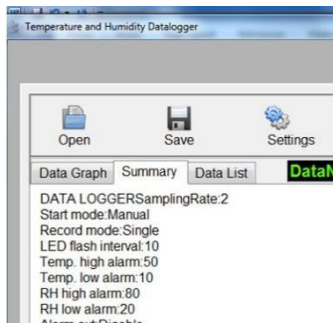 Temperature and Humidity Datalogger
Open Save Settings
Data Graph Summary Data List
DATA LOGGERSamplingRate:2
Start mode:Manual
Record mode:Single
LED flash interval:10
Temp. high alarm:50
Temp. low alarm:10
RH high alarm:80
RH low alarm:20